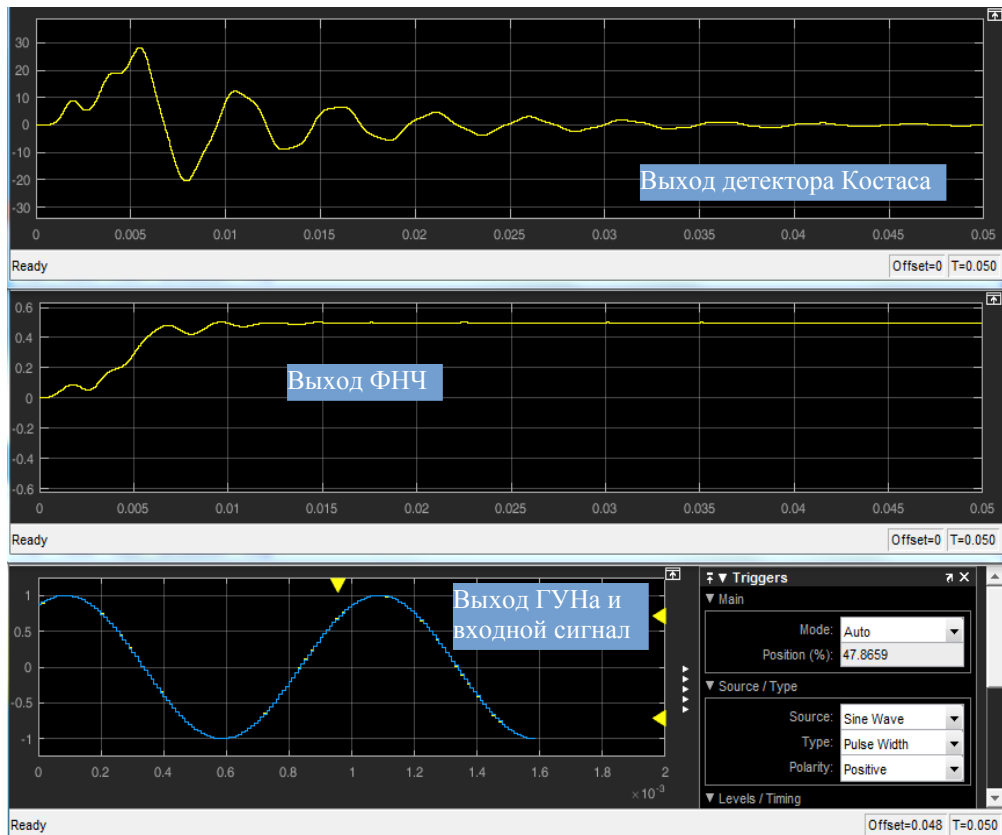 30
20
10
0
-10
-20
-30
Выход детектора Костаса
0 0.005 0.01 0.015 0.02 0.025 0.03 0.035 0.04 0.045 0.05
Ready Offset=0 T=0.050
0.6
0.4
0.2
0
-0.2
-0.4
-0.6
Выход ФНЧ
0 0.005 0.01 0.015 0.02 0.025 0.03 0.035 0.04 0.045 0.05
Ready Offset=0 T=0.050
1
0.5
0
-0.5
-1
Выход ГУНа и
входной сигнал
0 0.2 0.4 0.6 0.8 1 1.2 1.4 1.6 1.8 2
×10⁻³
Triggers
Main
Mode: Auto
Position (%): 47.8659
Source / Type
Source: Sine Wave
Type: Pulse Width
Polarity: Positive
Levels / Timing
Ready Offset=0.048 T=0.050